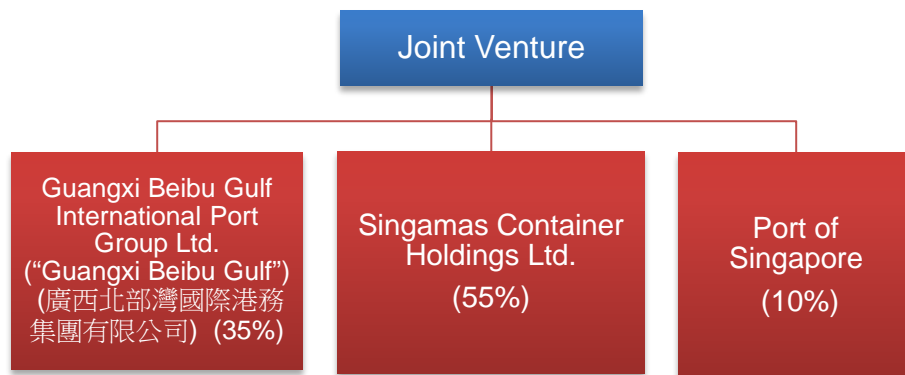 Joint Venture
Guangxi Beibu Gulf
International Port
Group Ltd.
(“Guangxi Beibu Gulf”)
(廣西北部灣國際港務
集團有限公司) (35%)
Singamas Container
Holdings Ltd.
(55%)
Port of
Singapore
(10%)